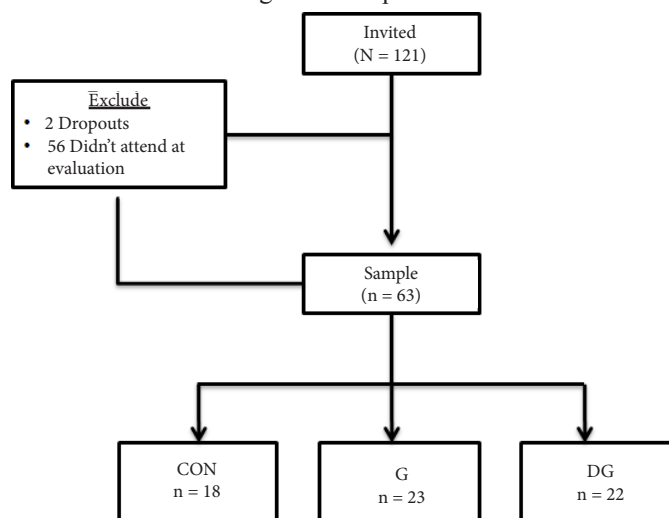 Invited
(N = 121)
Exclude
• 2 Dropouts
• 56 Didn't attend at
evaluation
Sample
(n = 63)
CON
n = 18
G
n = 23
DG
n = 22